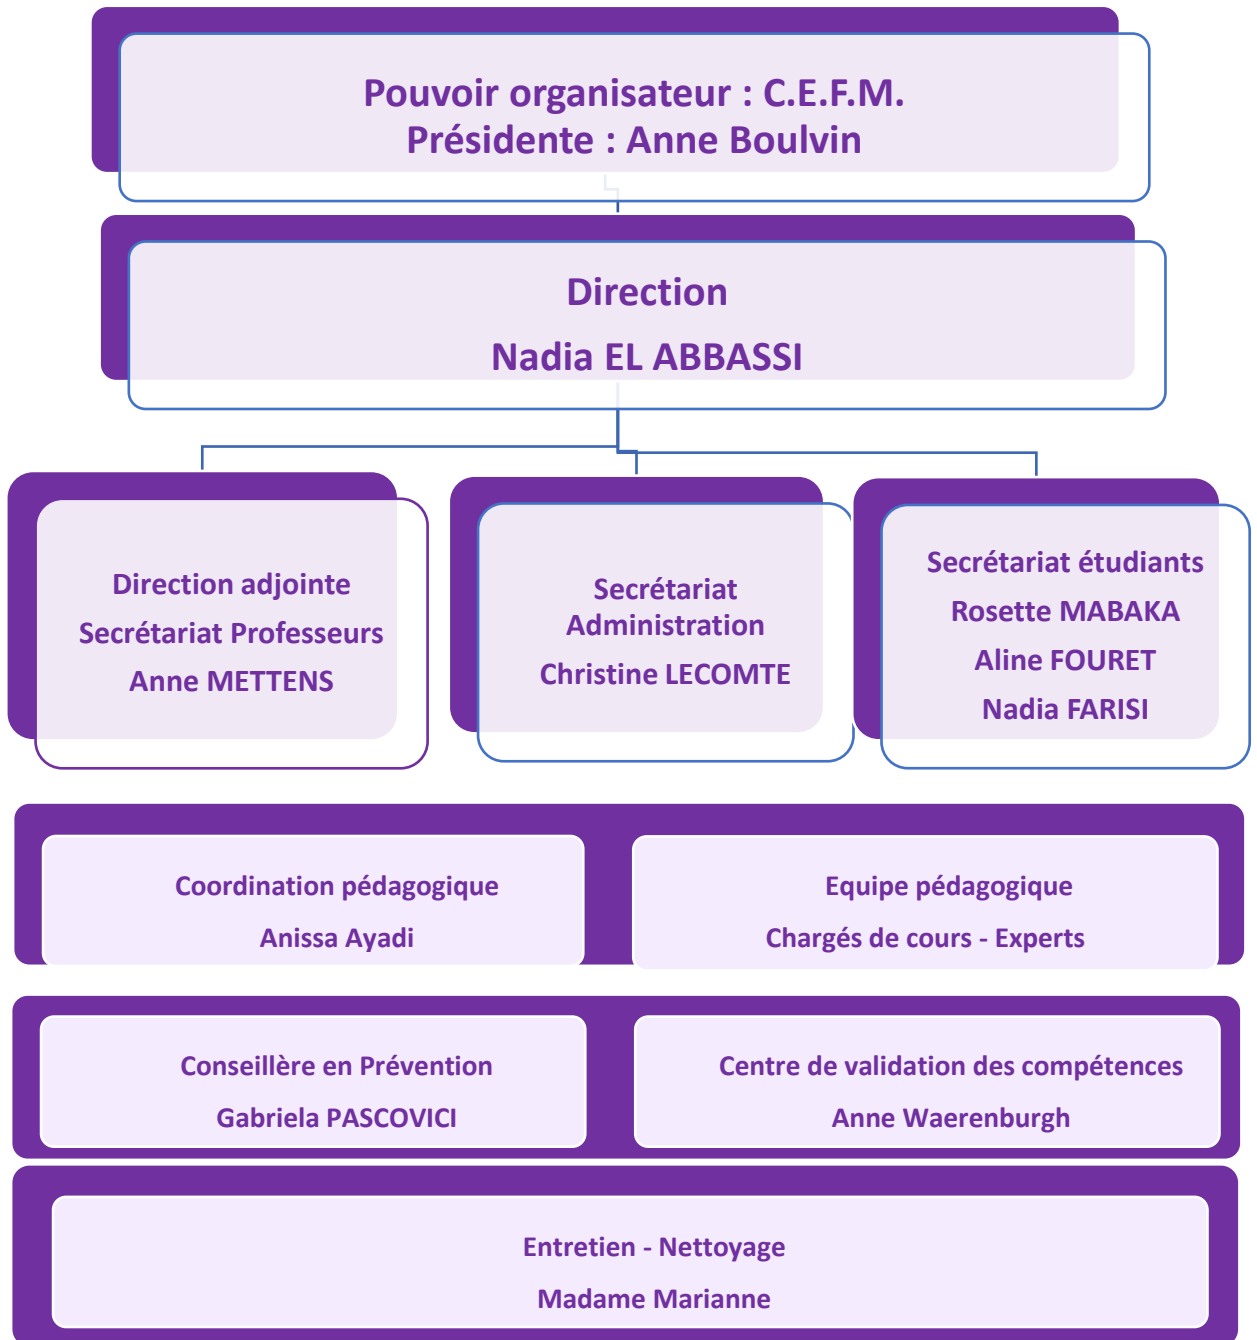 Pouvoir organisateur : C.E.F.M.
Présidente : Anne Boulvin
Direction
Nadia EL ABBASSI
Direction adjointe
Secrétariat Professeurs
Anne METTENS
Secrétariat
Administration
Christine LECOMTE
Secrétariat étudiants
Rosette MABAKA
Aline FOURET
Nadia FARISI
Coordination pédagogique
Anissa Ayadi
Equipe pédagogique
Chargés de cours - Experts
Conseillère en Prévention
Gabriela PASCOVICI
Centre de validation des compétences
Anne Waerenburgh
Entretien - Nettoyage
Madame Marianne